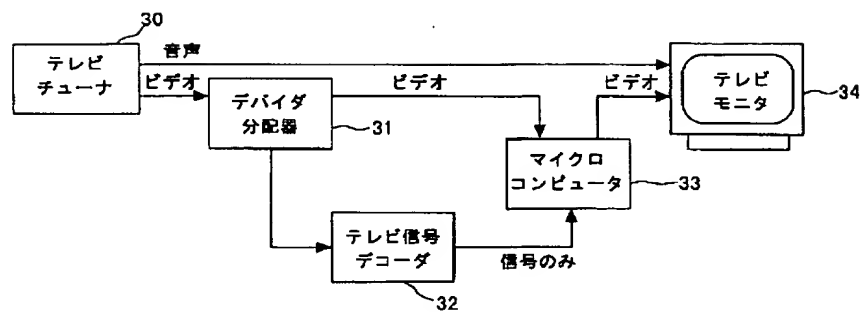 30
テレビ
チューナ
音声
ビデオ
デバイダ
分配器
31
ビデオ
ビデオ
テレビ
モニタ
34
マイクロ
コンピュータ
33
テレビ信号
デコーダ
32
信号のみ